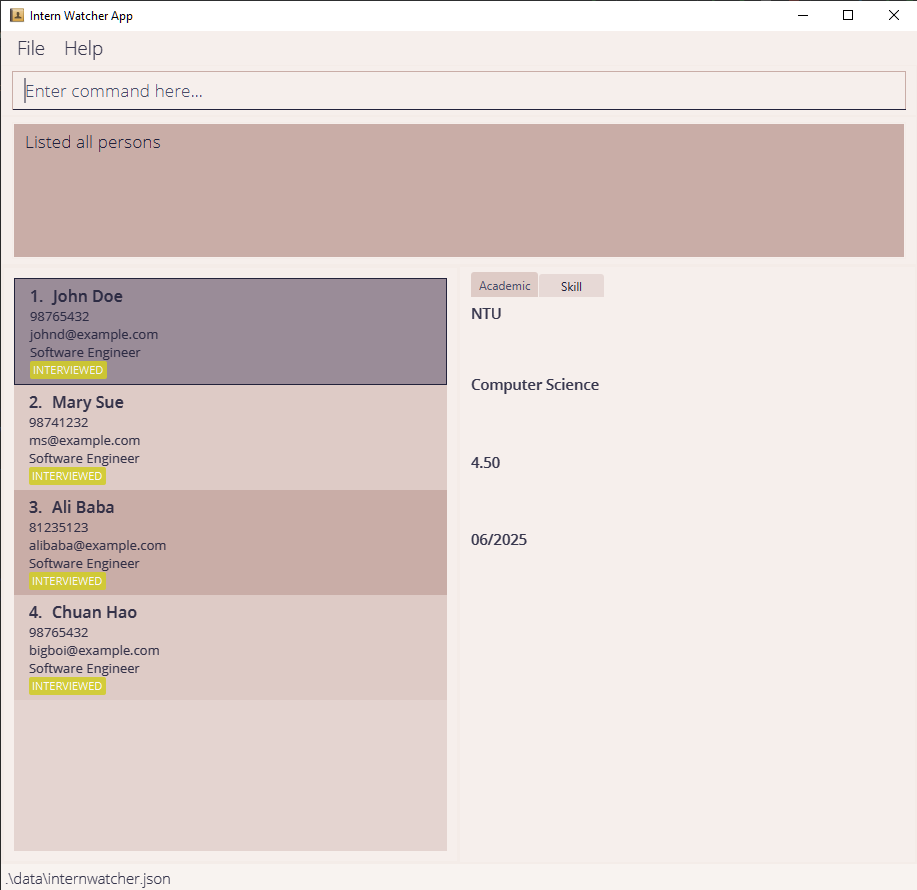 Intern Watcher App
File Help
Enter command here...
Listed all persons
1. John Doe
98765432
johnd@example.com
Software Engineer
INTERVIEWED
2. Mary Sue
98741232
ms@example.com
Software Engineer
INTERVIEWED
3. Ali Baba
81235123
alibaba@example.com
Software Engineer
INTERVIEWED
4. Chuan Hao
98765432
bigboi@example.com
Software Engineer
INTERVIEWED
Academic Skill
NTU
Computer Science
4.50
06/2025
.\data\internwatcher.json